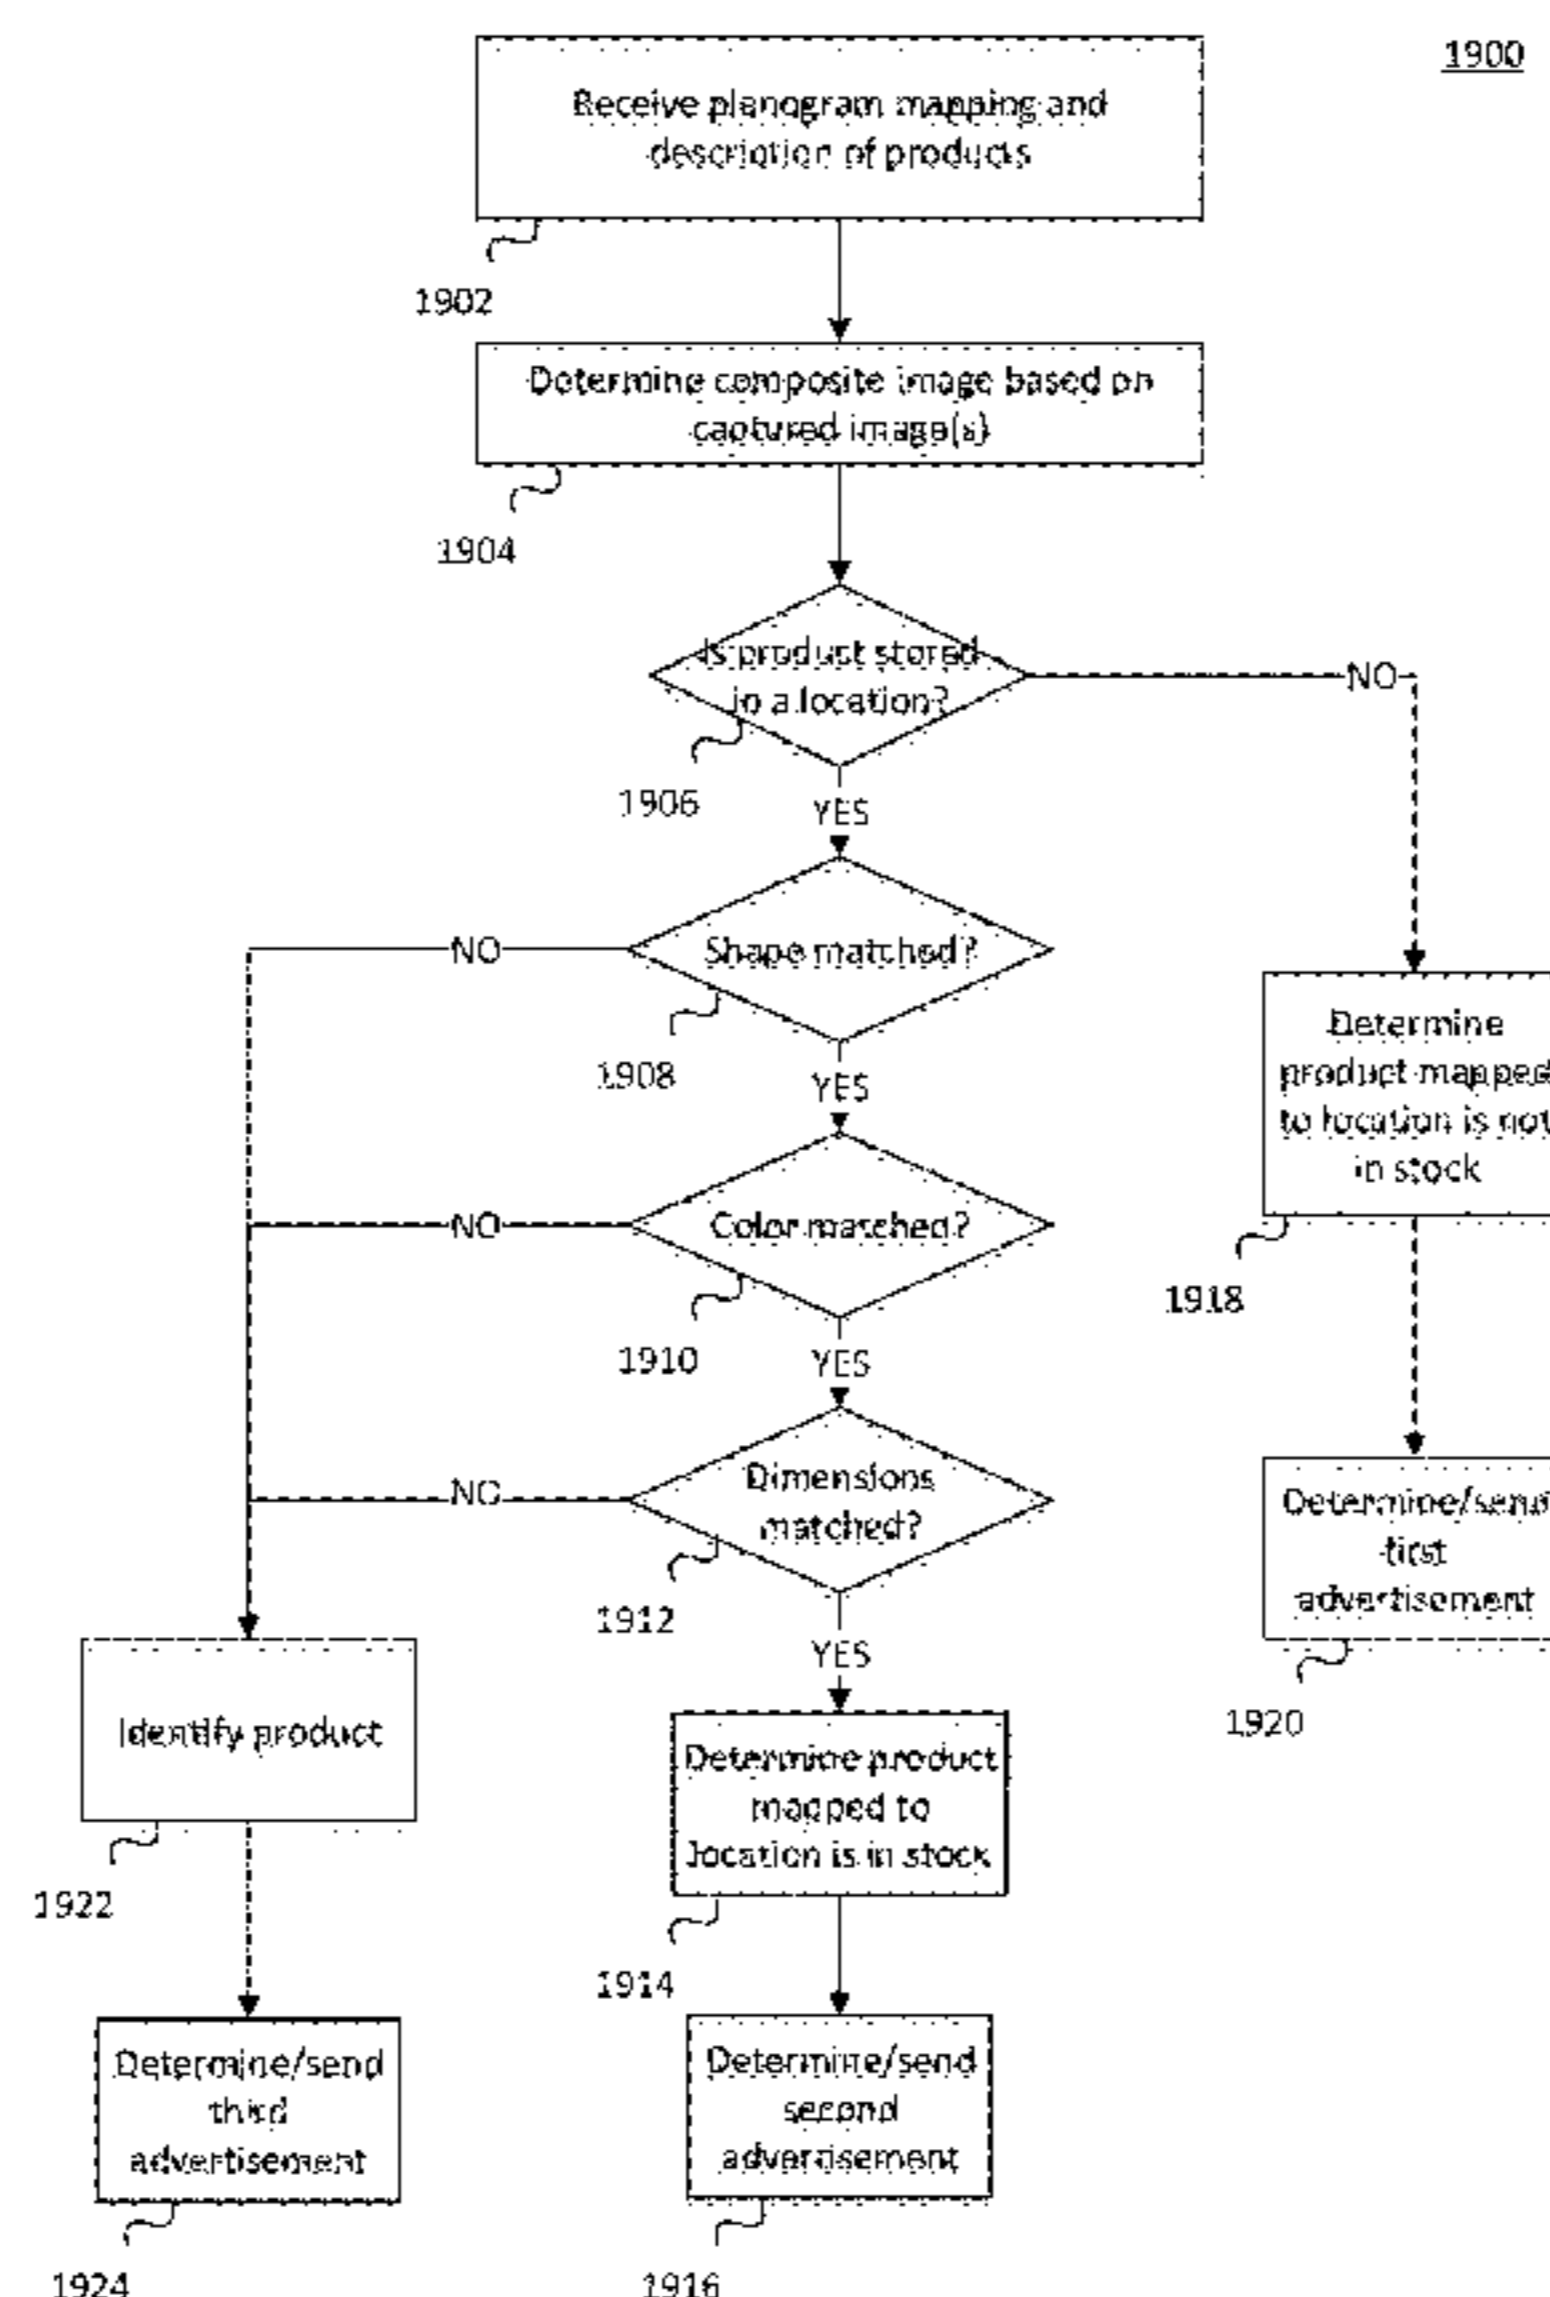 1900
Receive planogram mapping and
description of products
1902
Determine composite image based on
captured image(s)
1904
Is product stored
in a location?
NO
1906
YES
Shape matched?
NO
1908
YES
Determine
product mapped
to location is not
in stock
1918
Color matched?
NO
1910
YES
Dimensions
matched?
NO
1912
YES
Determine/send
first
advertisement
1920
Identify product
1922
Determine product
mapped to
location is in stock
1914
Determine/send
third
advertisement
1924
Determine/send
second
advertisement
1916